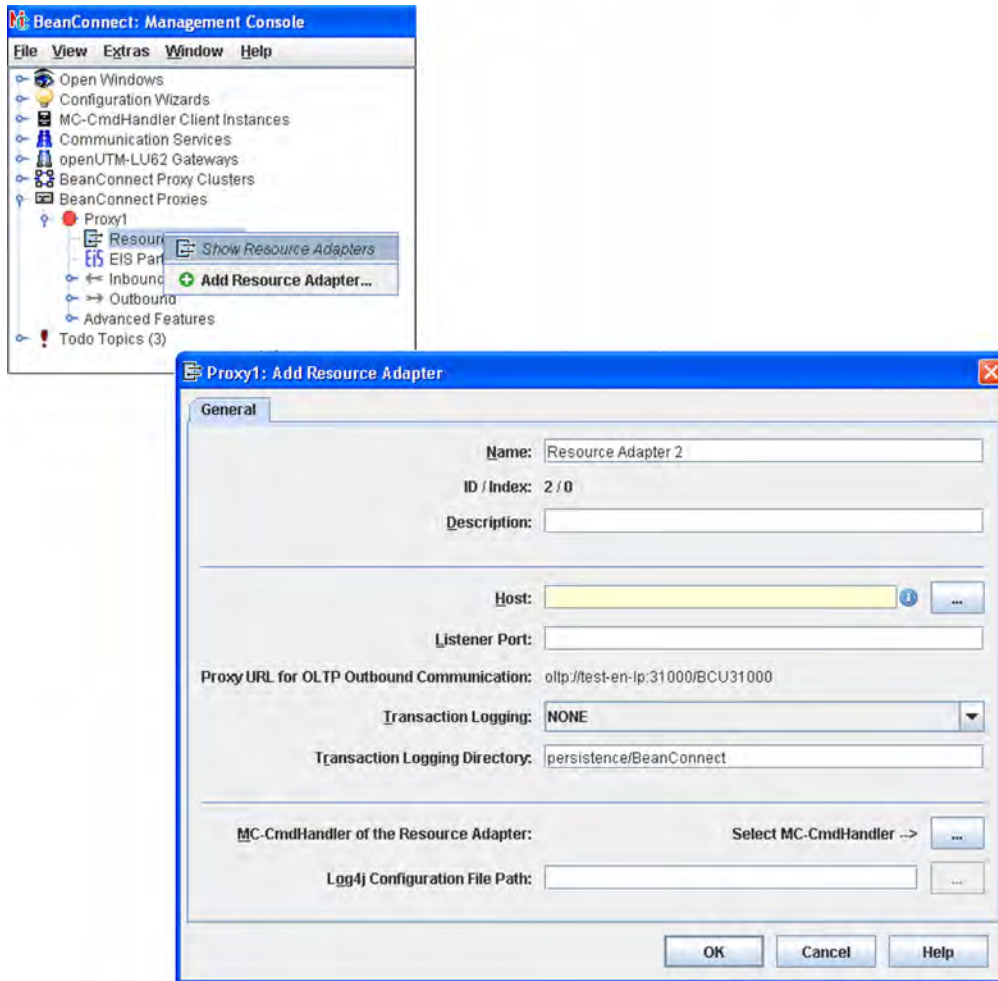 BeanConnect: Management Console
File View Extras Window Help
Open Windows
Configuration Wizards
MC-CmdHandler Client Instances
Communication Services
openUTM-LU62 Gateways
BeanConnect Proxy Clusters
BeanConnect Proxies
Proxy1
Resour
Show Resource Adapters
EIS Part
Add Resource Adapter...
Inbound
Outbound
Advanced Features
Todo Topics (3)
Proxy1: Add Resource Adapter
General
Name: Resource Adapter 2
ID / Index: 2 / 0
Description:
Host: ...
Listener Port:
Proxy URL for OLTP Outbound Communication: oltp://test-en-lp:31000/BCU31000
Transaction Logging: NONE
Transaction Logging Directory: persistence/BeanConnect
MC-CmdHandler of the Resource Adapter: Select MC-CmdHandler --> ...
Log4j Configuration File Path: ...
OK Cancel Help